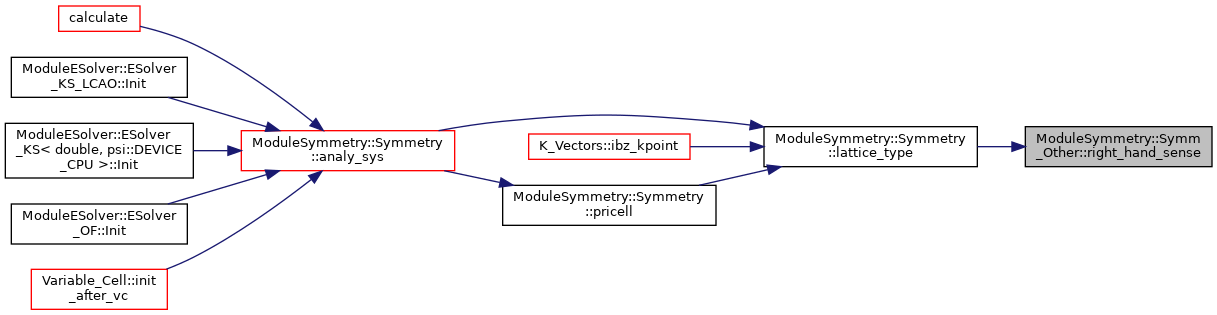 calculate
ModuleESolver::ESolver
_KS_LCAO::Init
ModuleESolver::ESolver
_KS< double, psi::DEVICE
_CPU >::Init
ModuleESolver::ESolver
_OF::Init
Variable_Cell::init
_after_vc
ModuleSymmetry::Symmetry
::analy_sys
K_Vectors::ibz_kpoint
ModuleSymmetry::Symmetry
::pricell
ModuleSymmetry::Symmetry
::lattice_type
ModuleSymmetry::Symm
_Other::right_hand_sense